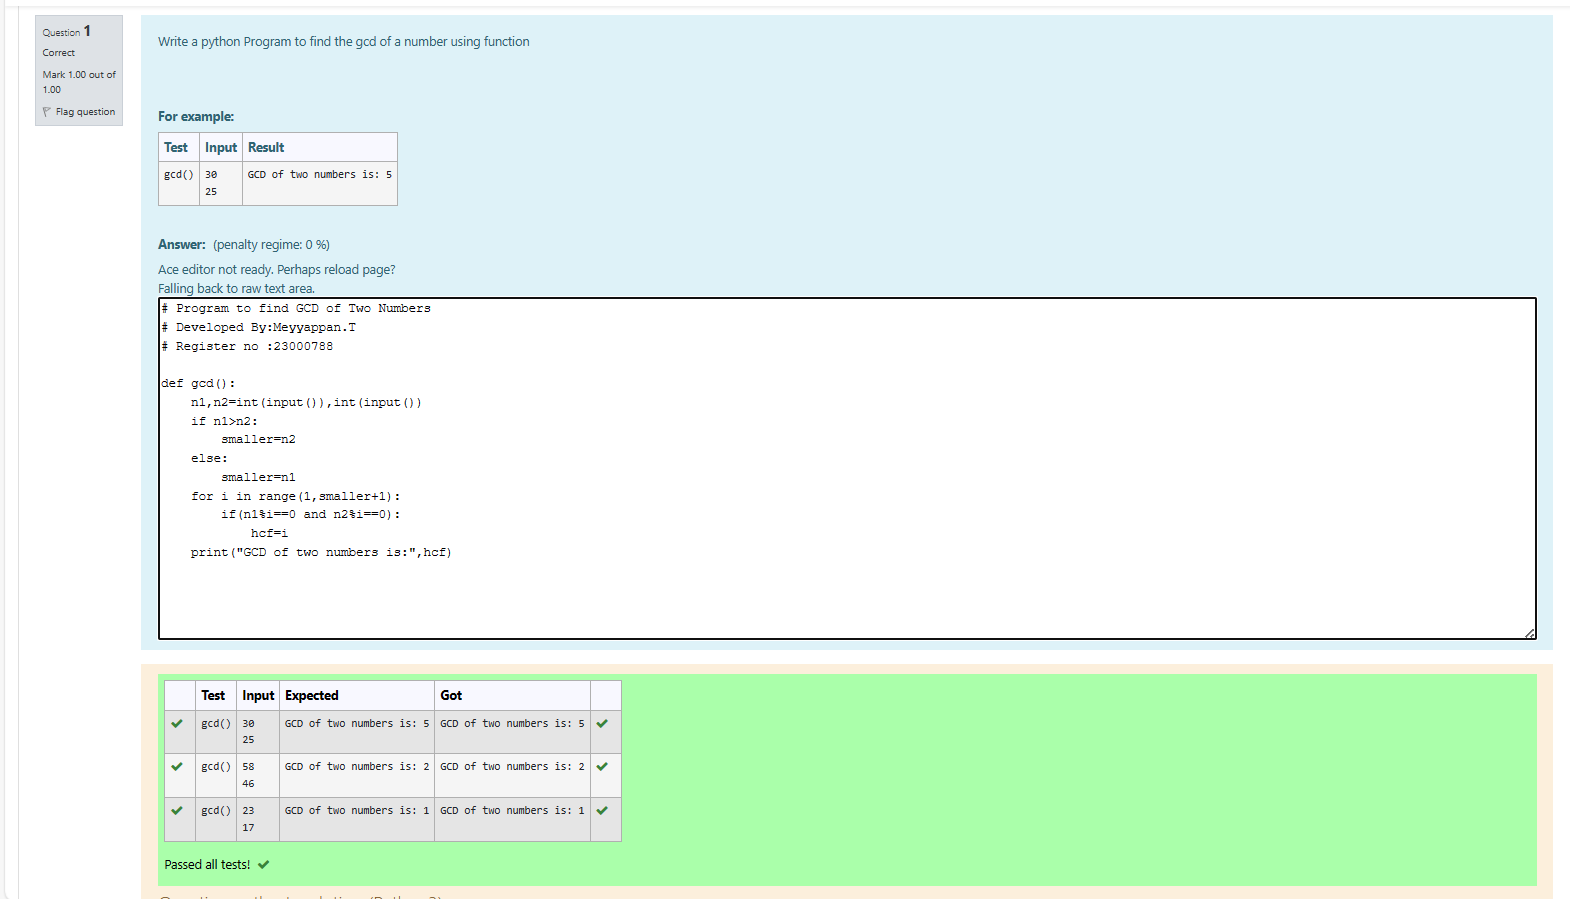 Question 1
Correct
Mark 1.00 out of
1.00
Flag question
Write a python Program to find the gcd of a number using function
For example:
Test Input Result
gcd() 30 GCD of two numbers is: 5
25
Answer: (penalty regime: 0 %)
Ace editor not ready. Perhaps reload page?
Falling back to raw text area.
# Program to find GCD of Two Numbers
# Developed By:Meyyappan.T
# Register no :23000788
def gcd():
    n1,n2=int(input()),int(input())
    if n1>n2:
        smaller=n2
    else:
        smaller=n1
    for i in range(1,smaller+1):
        if(n1%i==0 and n2%i==0):
            hcf=i
    print("GCD of two numbers is:",hcf)
Test Input Expected Got
gcd() 30 GCD of two numbers is: 5 GCD of two numbers is: 5
25
gcd() 58 GCD of two numbers is: 2 GCD of two numbers is: 2
46
gcd() 23 GCD of two numbers is: 1 GCD of two numbers is: 1
17
Passed all tests!